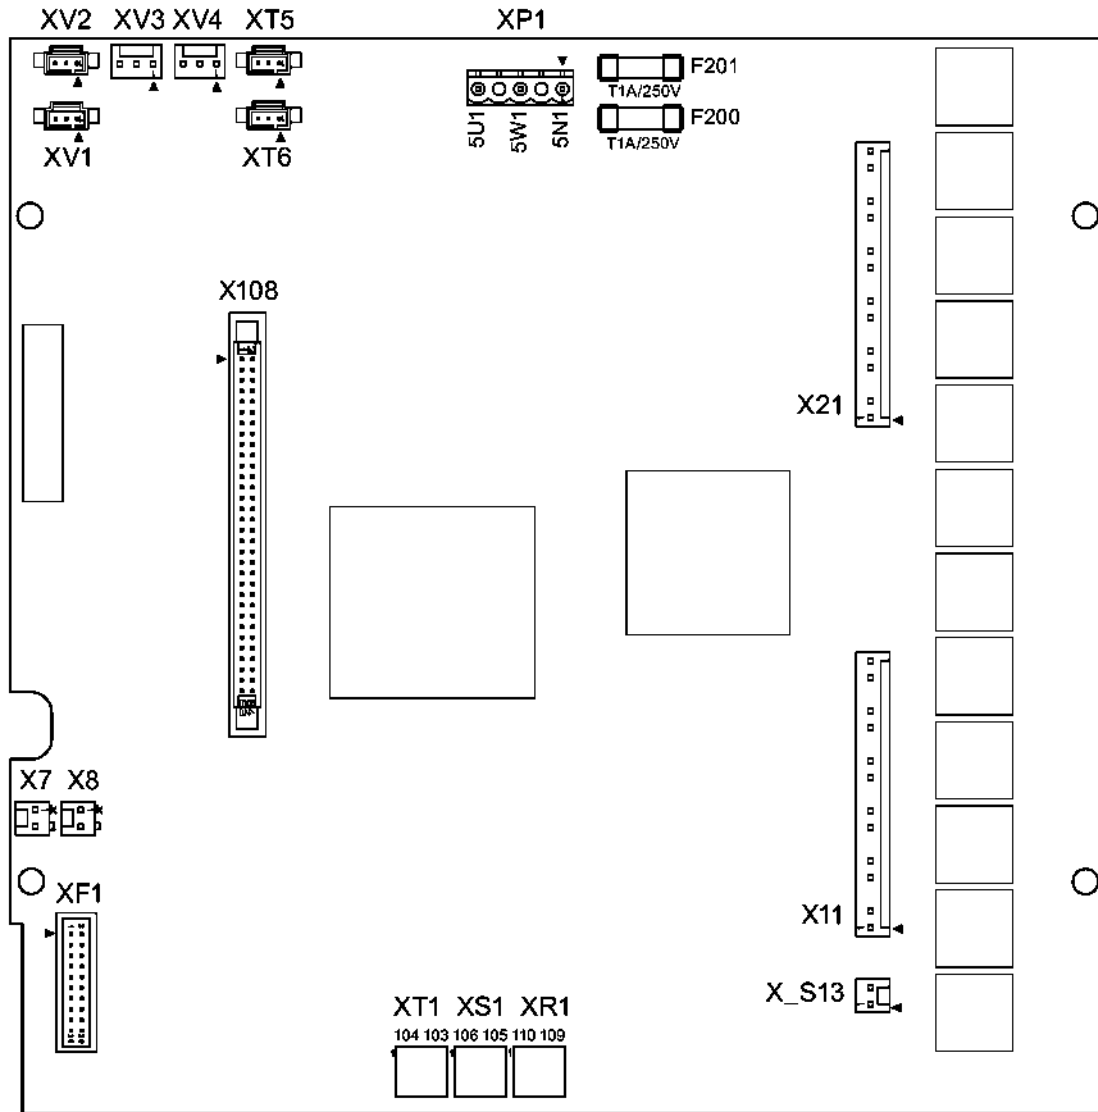 XV2 XV3 XV4 XT5 XP1
F201
T1A/250V
F200
T1A/250V
5U1 5W1 5N1
XV1 XT6
X108
X21
X7 X8
XF1
X11
X_S13
XT1 XS1 XR1
104 103 106 105 110 109